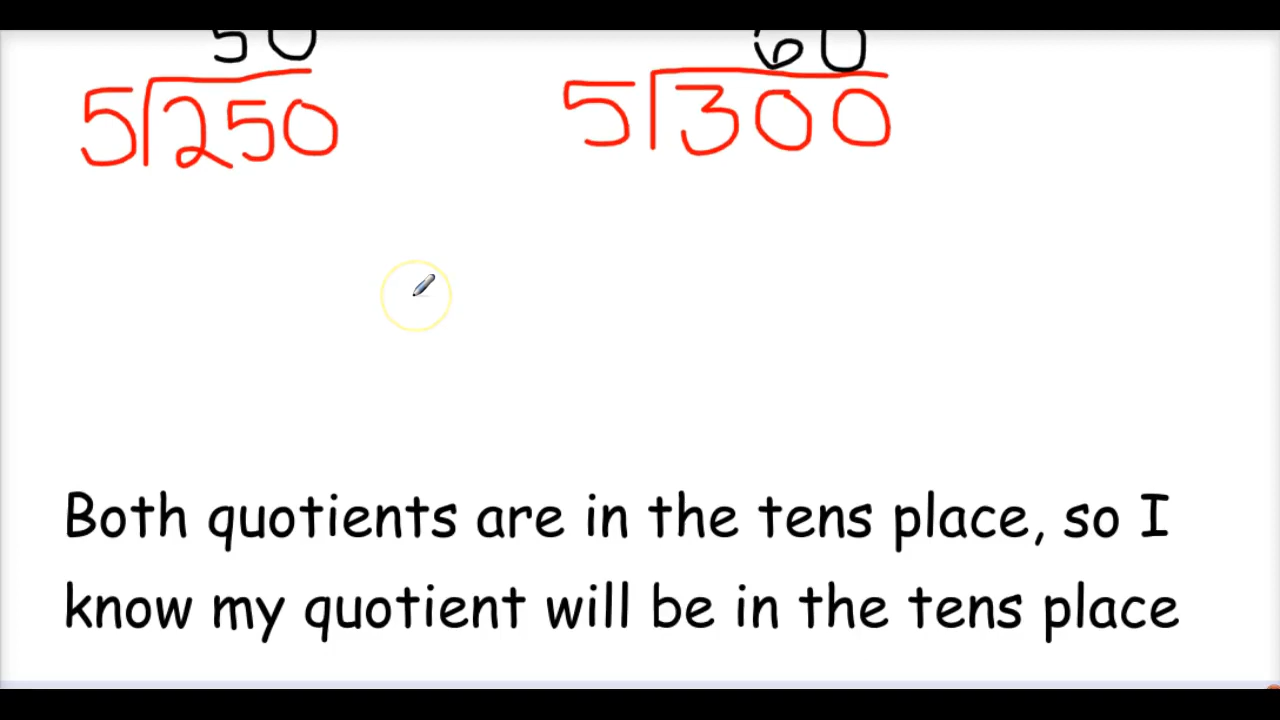 50 60
5)250 5)300
Both quotients are in the tens place, so I
know my quotient will be in the tens place